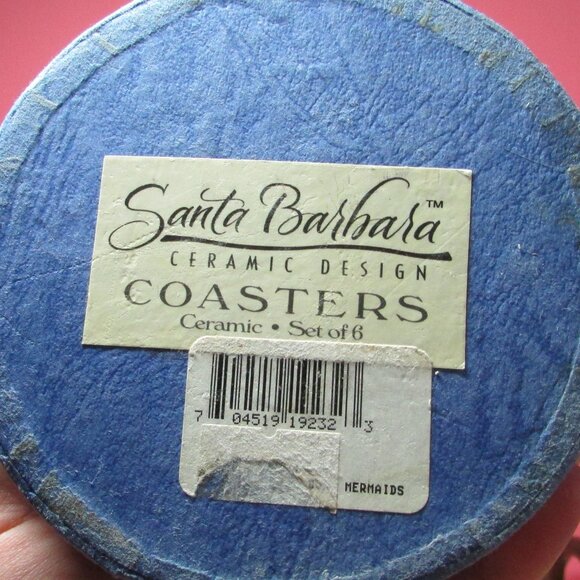 Santa Barbara™
CERAMIC DESIGN
COASTERS
Ceramic • Set of 6
7 04519 19232 3
MERMAIDS